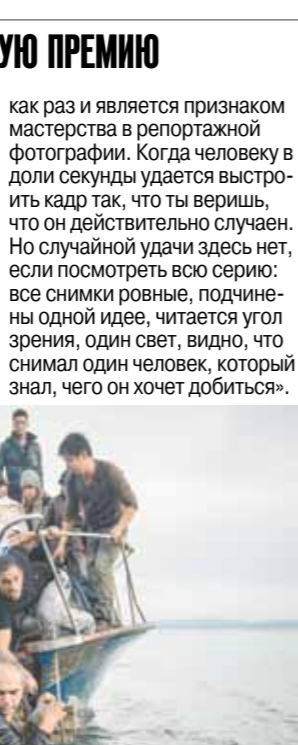 УЮ ПРЕМИЮ
как раз и является признаком
мастерства в репортажной
фотографии. Когда человеку в
доли секунды удается выстро-
ить кадр так, что ты веришь,
что он действительно случаен.
Но случайной удачи здесь нет,
если посмотреть всю серию:
все снимки ровные, подчине-
ны одной идее, читается угол
зрения, один свет, видно, что
снимал один человек, который
знал, чего он хочет добиться».